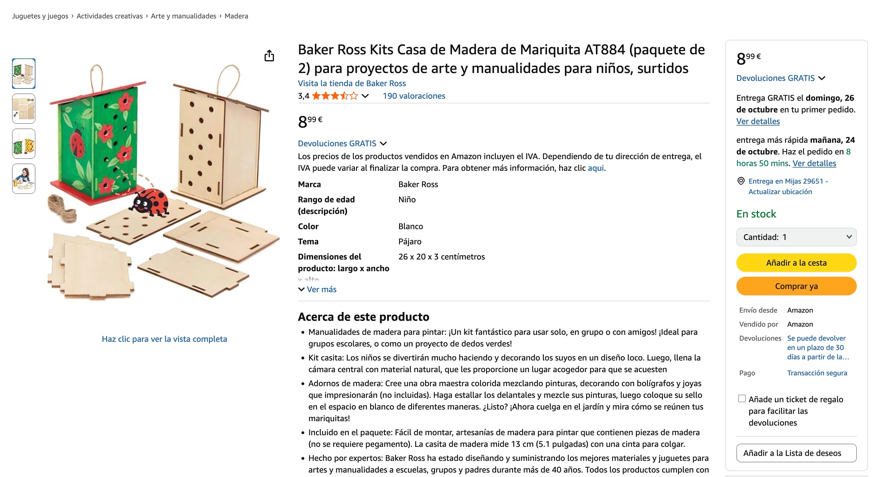 Juguetes y juegos › Actividades creativas › Arte y manualidades › Madera
Baker Ross Kits Casa de Madera de Mariquita AT884 (paquete de
2) para proyectos de arte y manualidades para niños, surtidos
Visita la tienda de Baker Ross
3,4 190 valoraciones
8,99€
Devoluciones GRATIS
Los precios de los productos vendidos en Amazon incluyen el IVA. Dependiendo de tu dirección de entrega, el
IVA puede variar al finalizar la compra. Para obtener más información, haz clic aqui.
Marca Baker Ross
Rango de edad Niño
(descripción)
Color Blanco
Tema Pájaro
Dimensiones del 26 x 20 x 3 centímetros
producto: largo x ancho
x alto
Ver más
Haz clic para ver la vista completa
Acerca de este producto
Manualidades de madera para pintar: ¡Un kit fantástico para usar solo, en grupo o con amigos! ¡Ideal para
grupos escolares, o como un proyecto de dedos verdes!
Kit casita: Los niños se divertirán mucho haciendo y decorando los suyos en un diseño loco. Luego, llena la
cámara central con material natural, que les proporcione un lugar acogedor para que se acuesten
Adornos de madera: Cree una obra maestra colorida mezclando pinturas, decorando con bolígrafos y joyas
que impresionarán (no incluidas). Haga estallar los delantales y mezcle sus pinturas, luego coloque su sello
en el espacio en blanco de diferentes maneras. ¿Listo? ¡Ahora cuelga en el jardín y mira cómo se reúnen tus
mariquitas!
Incluido en el paquete: Fácil de montar, artesanías de madera para pintar que contienen piezas de madera
(no se requiere pegamento). La casita de madera mide 13 cm (5.1 pulgadas) con una cinta para colgar.
Hecho por expertos: Baker Ross ha estado diseñando y suministrando los mejores materiales y juguetes para
artes y manualidades a escuelas, grupos y padres durante más de 40 años. Todos los productos cumplen con
8,99€
Devoluciones GRATIS
Entrega GRATIS el domingo, 26
de octubre en tu primer pedido.
Ver detalles
entrega más rápida mañana, 24
de octubre. Haz el pedido en 8
horas 50 mins. Ver detalles
Entrega en Mijas 29651 -
Actualizar ubicación
En stock
Cantidad: 1
Añadir a la cesta
Comprar ya
Envío desde Amazon
Vendido por Amazon
Devoluciones Se puede devolver
en un plazo de 30
días a partir de la...
Pago Transacción segura
Añade un ticket de regalo
para facilitar las
devoluciones
Añadir a la Lista de deseos